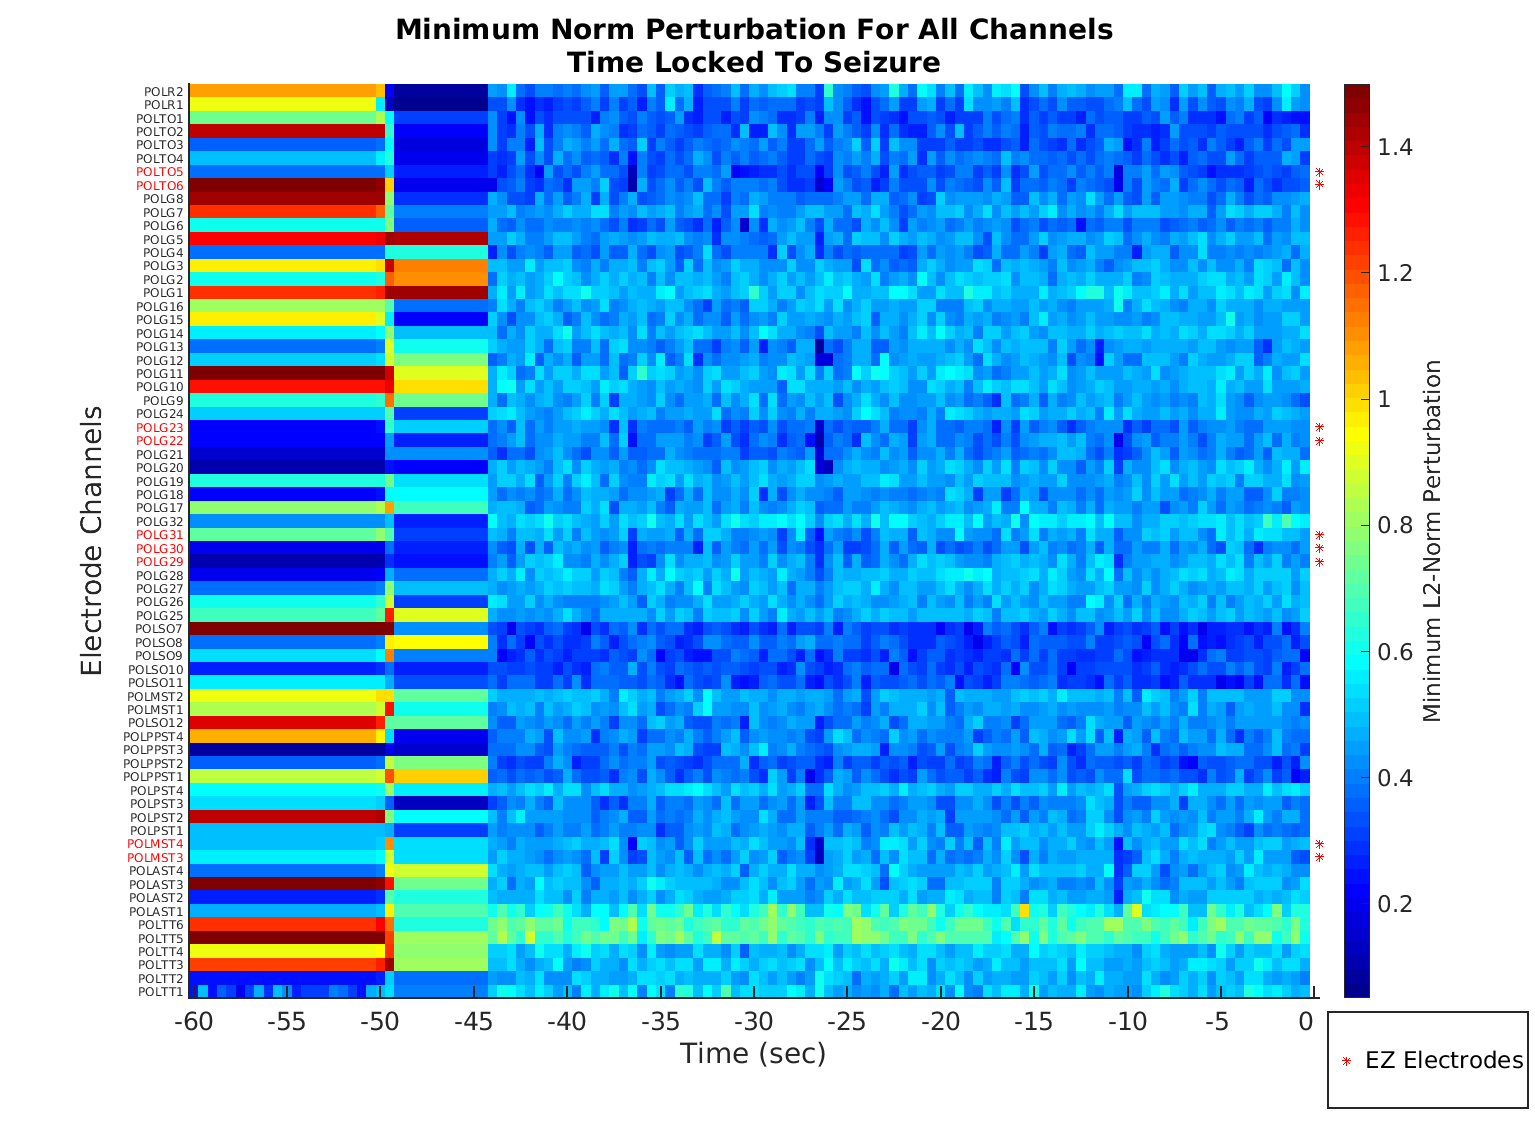 Minimum Norm Perturbation For All Channels
Time Locked To Seizure
Electrode Channels
POLR2
POLR1
POLTO1
POLTO2
POLTO3
POLTO4
POLTO5
POLTO6
POLG8
POLG7
POLG6
POLG5
POLG4
POLG3
POLG2
POLG1
POLG16
POLG15
POLG14
POLG13
POLG12
POLG11
POLG10
POLG9
POLG24
POLG23
POLG22
POLG21
POLG20
POLG19
POLG18
POLG17
POLG32
POLG31
POLG30
POLG29
POLG28
POLG27
POLG26
POLG25
POLSO7
POLSO8
POLSO9
POLSO10
POLSO11
POLMST2
POLMST1
POLSO12
POLPPST4
POLPPST3
POLPPST2
POLPPST1
POLPST4
POLPST3
POLPST2
POLPST1
POLMST4
POLMST3
POLAST4
POLAST3
POLAST2
POLAST1
POLTT6
POLTT5
POLTT4
POLTT3
POLTT2
POLTT1
-60 -55 -50 -45 -40 -35 -30 -25 -20 -15 -10 -5 0
Time (sec)
1.4
1.2
1
0.8
0.6
0.4
0.2
Minimum L2-Norm Perturbation
EZ Electrodes